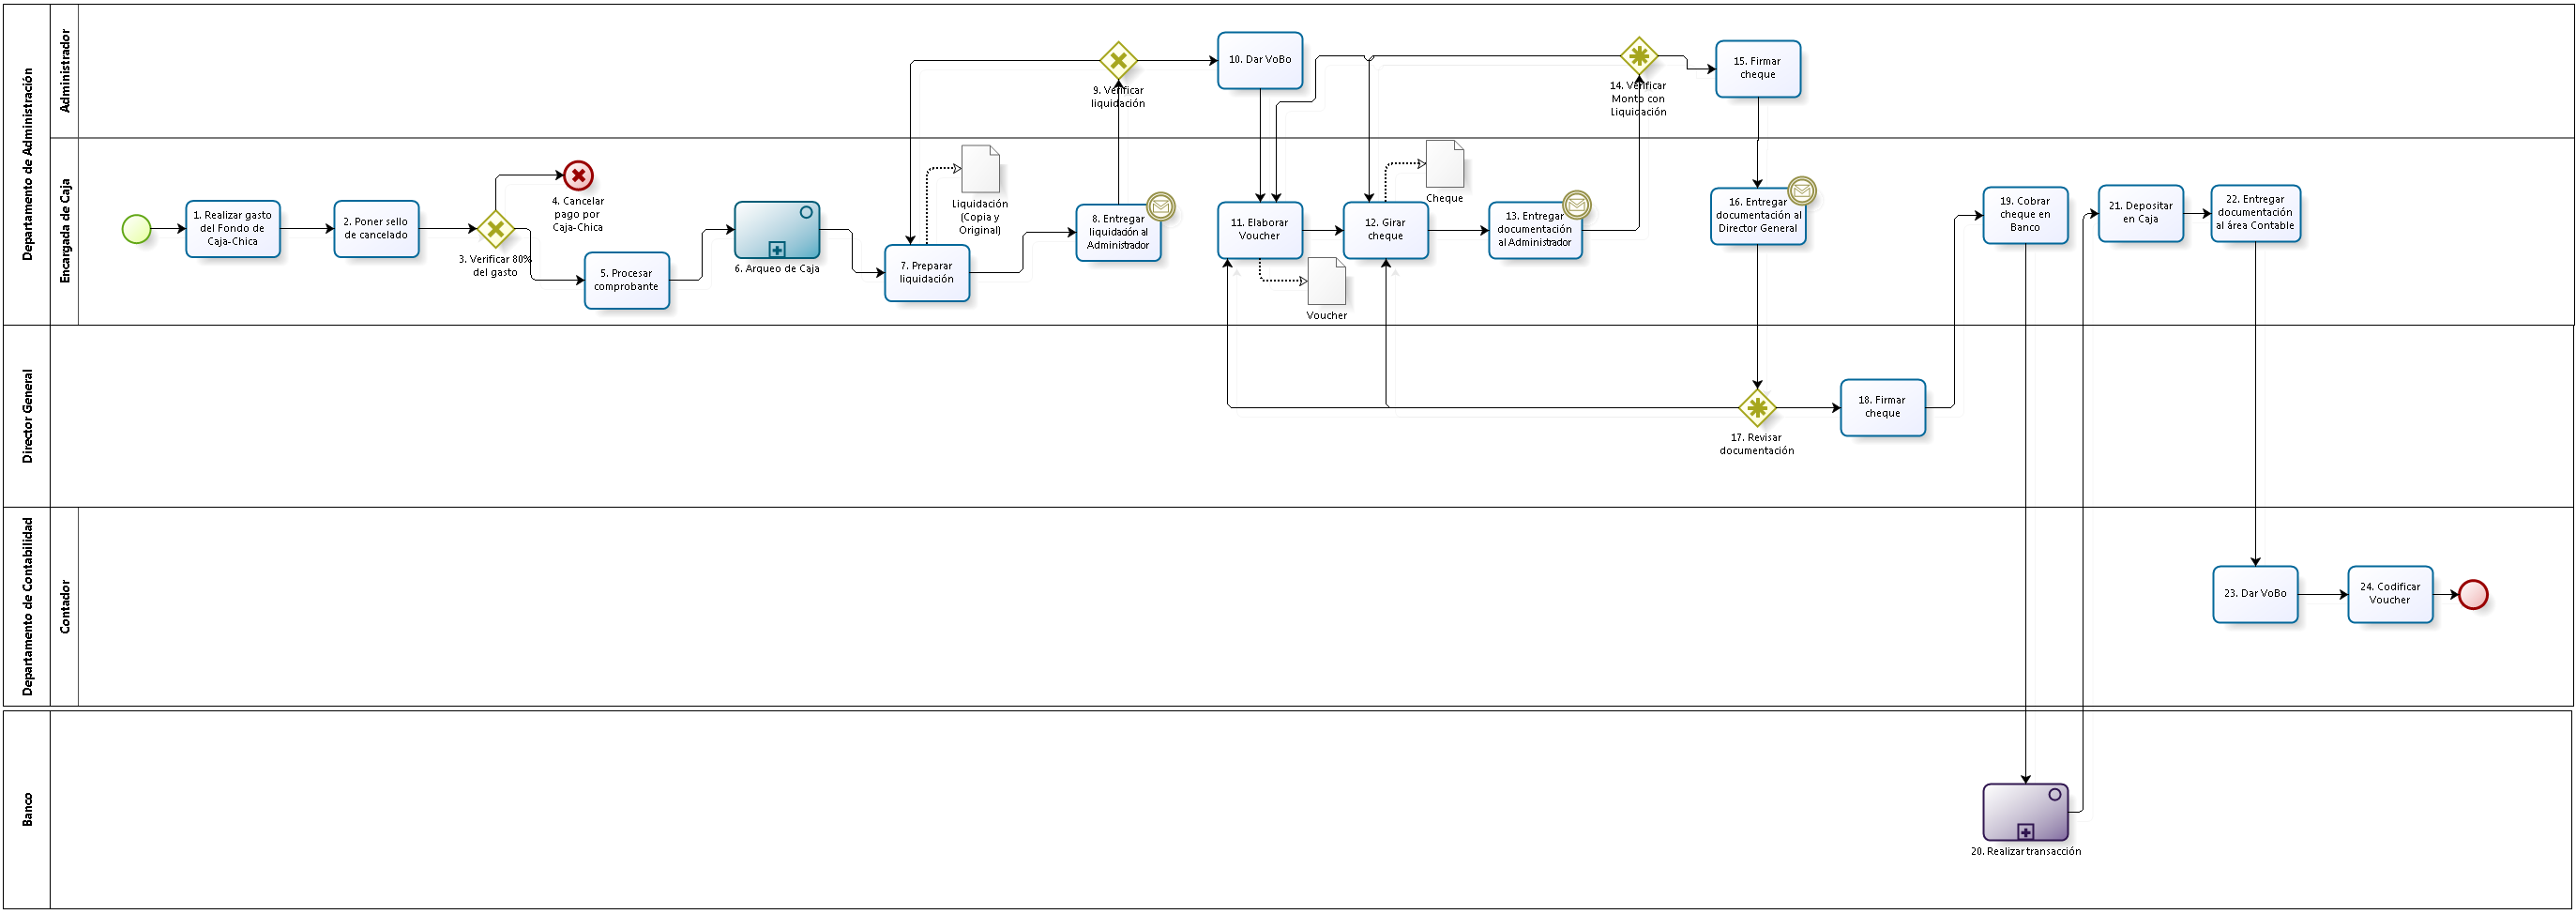 Departamento de Administración
Administrador
9. Verificar
liquidación
10. Dar VoBo
14. Verificar
Monto con
Liquidación
15. Firmar
cheque
Encargada de Caja
1. Realizar gasto
del Fondo de
Caja-Chica
2. Poner sello
de cancelado
3. Verificar 80%
del gasto
4. Cancelar
pago por
Caja-Chica
5. Procesar
comprobante
6. Arqueo de Caja
7. Preparar
liquidación
Liquidación
(Copia y
Original)
8. Entregar
liquidación al
Administrador
11. Elaborar
Voucher
Voucher
12. Girar
cheque
Cheque
13. Entregar
documentación
al Administrador
16. Entregar
documentación al
Director General
19. Cobrar
cheque en
Banco
21. Depositar
en Caja
22. Entregar
documentación
al área Contable
Director General
17. Revisar
documentación
18. Firmar
cheque
Departamento de Contabilidad
Contador
23. Dar VoBo
24. Codificar
Voucher
Banco
20. Realizar transacción